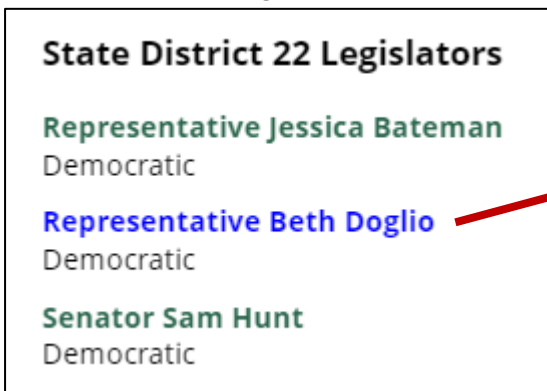 State District 22 Legislators
Representative Jessica Bateman
Democratic
Representative Beth Doglio
Democratic
Senator Sam Hunt
Democratic